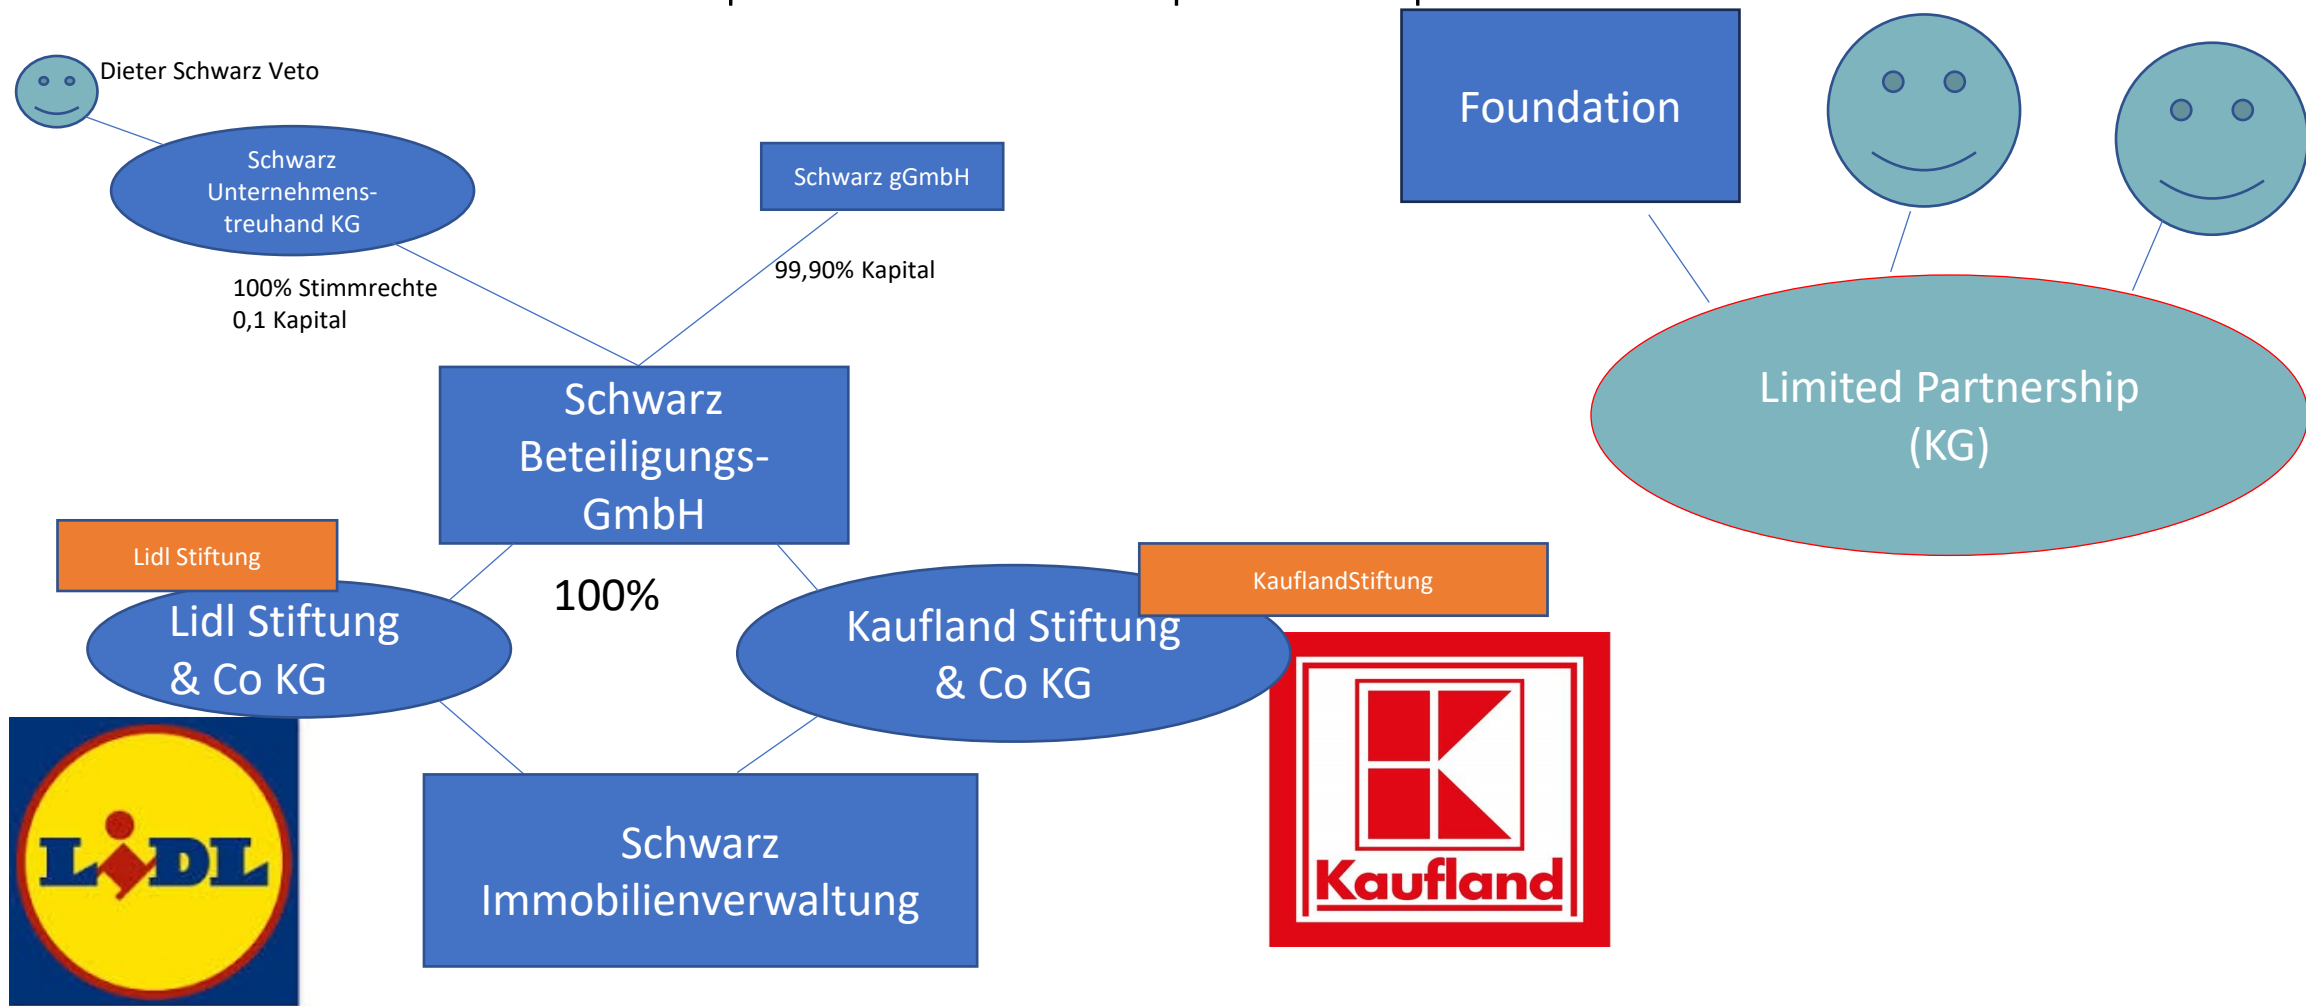 Dieter Schwarz Veto
Schwarz
Unternehmens-
treuhand KG
Schwarz gGmbH
100% Stimmrechte
0,1 Kapital
99,90% Kapital
Schwarz
Beteiligungs-
GmbH
100%
Lidl Stiftung
Lidl Stiftung
& Co KG
KauflandStiftung
Kaufland Stiftung
& Co KG
Schwarz
Immobilienverwaltung
LiDL
Kaufland
Foundation
Limited Partnership
(KG)